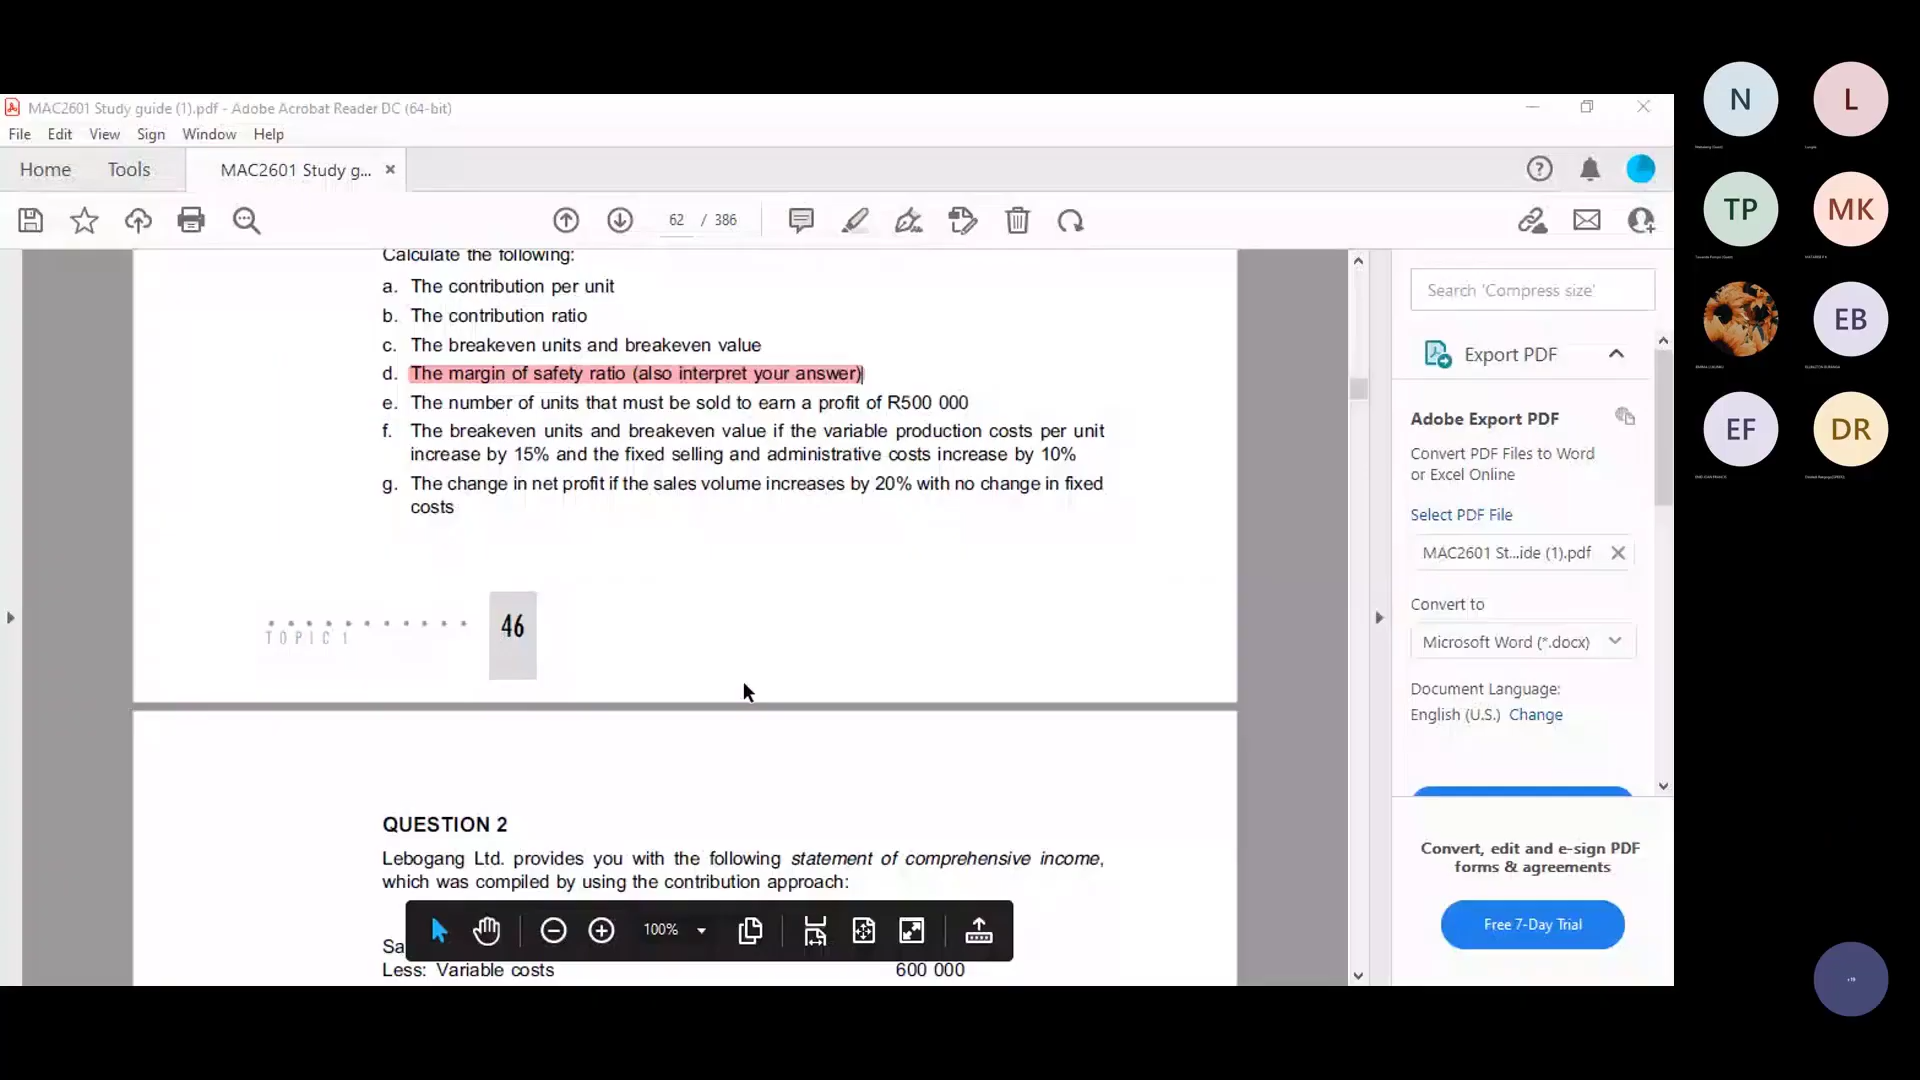 MAC2601 Study guide (1).pdf - Adobe Acrobat Reader DC (64-bit)
File Edit View Sign Window Help
Home Tools MAC2601 Study g... ×
62 / 386
Calculate the following:
a. The contribution per unit
b. The contribution ratio
c. The breakeven units and breakeven value
d. The margin of safety ratio (also interpret your answer)
e. The number of units that must be sold to earn a profit of R500 000
f. The breakeven units and breakeven value if the variable production costs per unit
increase by 15% and the fixed selling and administrative costs increase by 10%
g. The change in net profit if the sales volume increases by 20% with no change in fixed
costs
TOPIC 1
46
QUESTION 2
Lebogang Ltd. provides you with the following statement of comprehensive income,
which was compiled by using the contribution approach:
Sa
Less: Variable costs 600 000
100%
Search 'Compress size'
Export PDF
Adobe Export PDF
Convert PDF Files to Word
or Excel Online
Select PDF File
MAC2601 St...ide (1).pdf
Convert to
Microsoft Word (*.docx)
Document Language:
English (U.S.) Change
Convert, edit and e-sign PDF
forms & agreements
Free 7-Day Trial
N L
TP MK
EB
EF DR